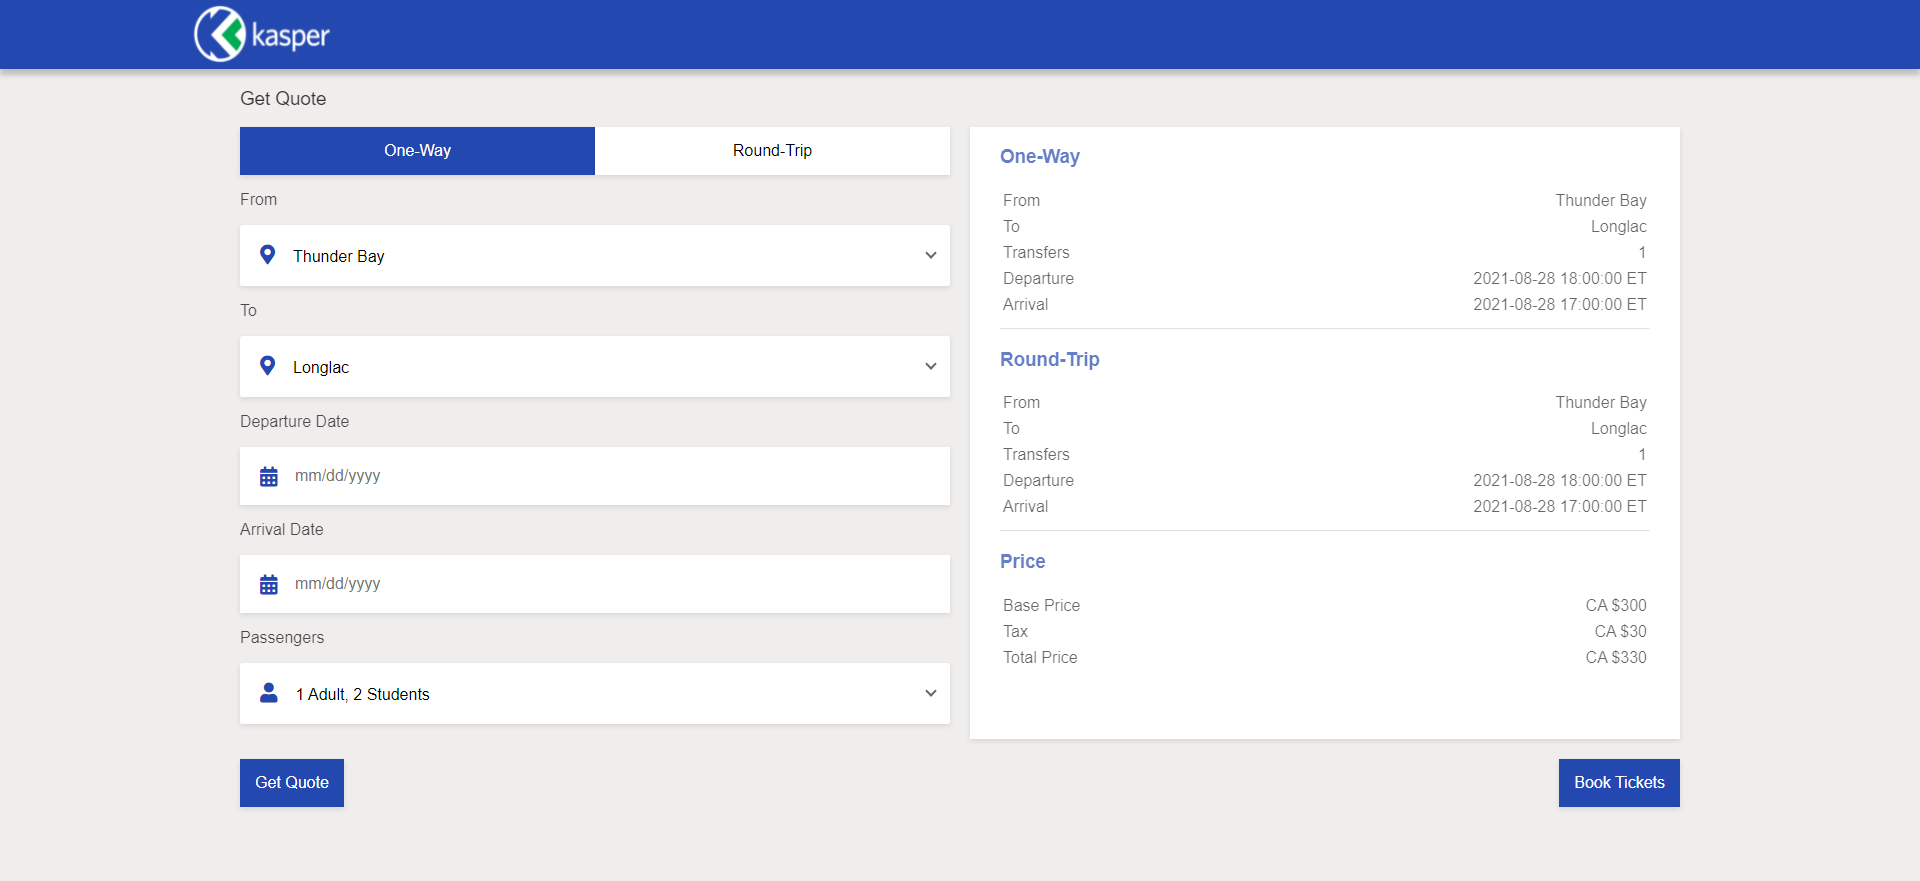 kasper
Get Quote
One-Way
Round-Trip
From
Thunder Bay
To
Longlac
Departure Date
mm/dd/yyyy
Arrival Date
mm/dd/yyyy
Passengers
1 Adult, 2 Students
Get Quote
One-Way
From Thunder Bay
To Longlac
Transfers 1
Departure 2021-08-28 18:00:00 ET
Arrival 2021-08-28 17:00:00 ET
Round-Trip
From Thunder Bay
To Longlac
Transfers 1
Departure 2021-08-28 18:00:00 ET
Arrival 2021-08-28 17:00:00 ET
Price
Base Price CA $300
Tax CA $30
Total Price CA $330
Book Tickets